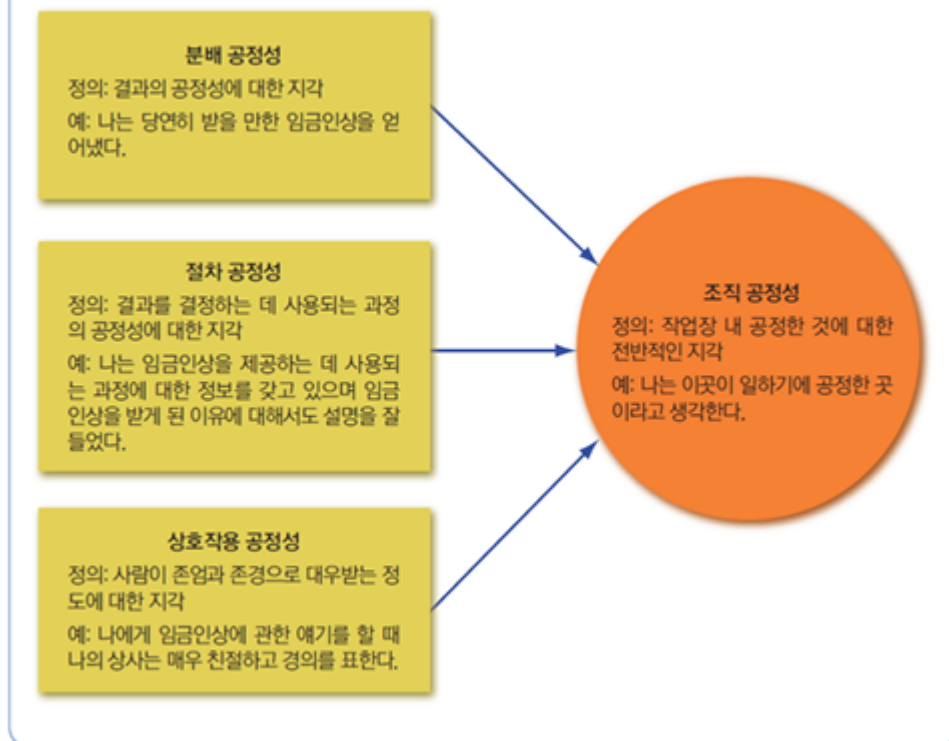 분배 공정성
정의: 결과의 공정성에 대한 지각
예: 나는 당연히 받을 만한 임금인상을 얻
어냈다.
절차 공정성
정의: 결과를 결정하는 데 사용되는 과정
의 공정성에 대한 지각
예: 나는 임금인상을 제공하는 데 사용되
는 과정에 대한 정보를 갖고 있으며 임금
인상을 받게 된 이유에 대해서도 설명을 잘
들었다.
상호작용 공정성
정의: 사람이 존엄과 존경으로 대우받는 정
도에 대한 지각
예: 나에게 임금인상에 관한 얘기를 할 때
나의 상사는 매우 친절하고 경의를 표한다.
조직 공정성
정의: 작업장 내 공정한 것에 대한
전반적인 지각
예: 나는 이곳이 일하기에 공정한 곳
이라고 생각한다.